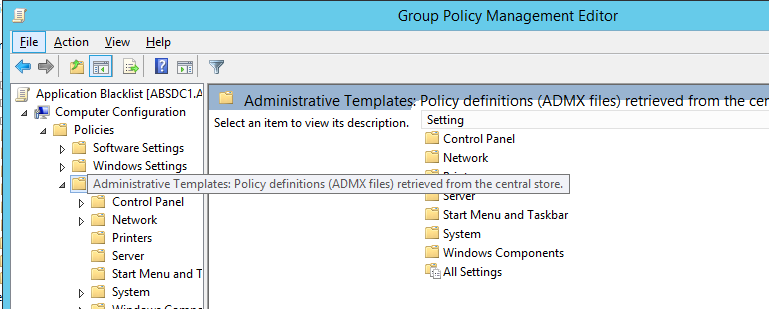 Group Policy Management Editor
File Action View Help
Application Blacklist [ABSDC1.A
Computer Configuration
Policies
Software Settings
Windows Settings
Administrative Templates: Policy definitions (ADMX files) retrieved from the central store.
Control Panel
Network
Printers
Server
Start Menu and T
System
Administrative Templates: Policy definitions (ADMX files) retrieved from the cen
Select an item to view its description.
Setting
Control Panel
Network
Server
Start Menu and Taskbar
System
Windows Components
All Settings